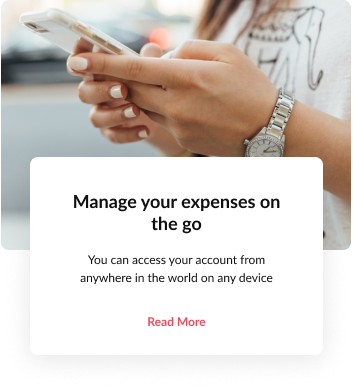 Manage your expenses on
the go
You can access your account from
anywhere in the world on any device
Read More